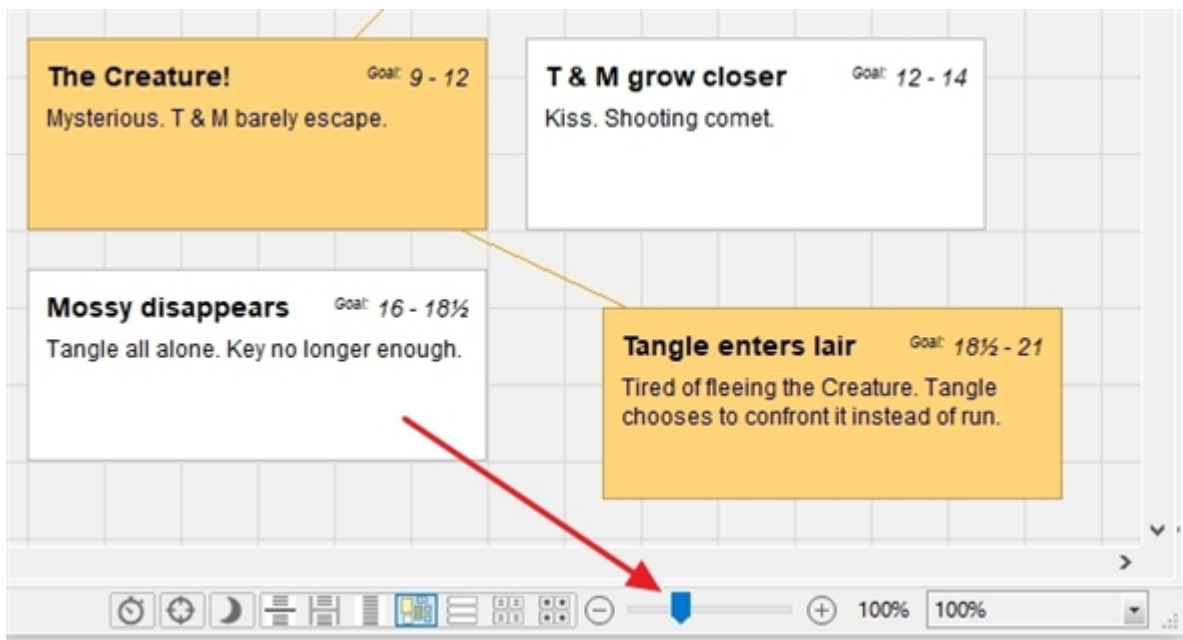 The Creature! Goal: 9 - 12
Mysterious. T & M barely escape.
T & M grow closer Goal: 12 - 14
Kiss. Shooting comet.
Mossy disappears Goal: 16 - 18½
Tangle all alone. Key no longer enough.
Tangle enters lair Goal: 18½ - 21
Tired of fleeing the Creature. Tangle
chooses to confront it instead of run.
100% 100%